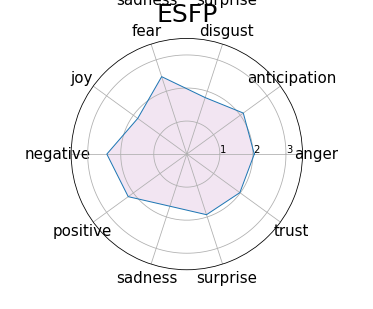 sadness surprise
ESFP
fear disgust
joy anticipation
negative 1 2 3 anger
positive trust
sadness surprise